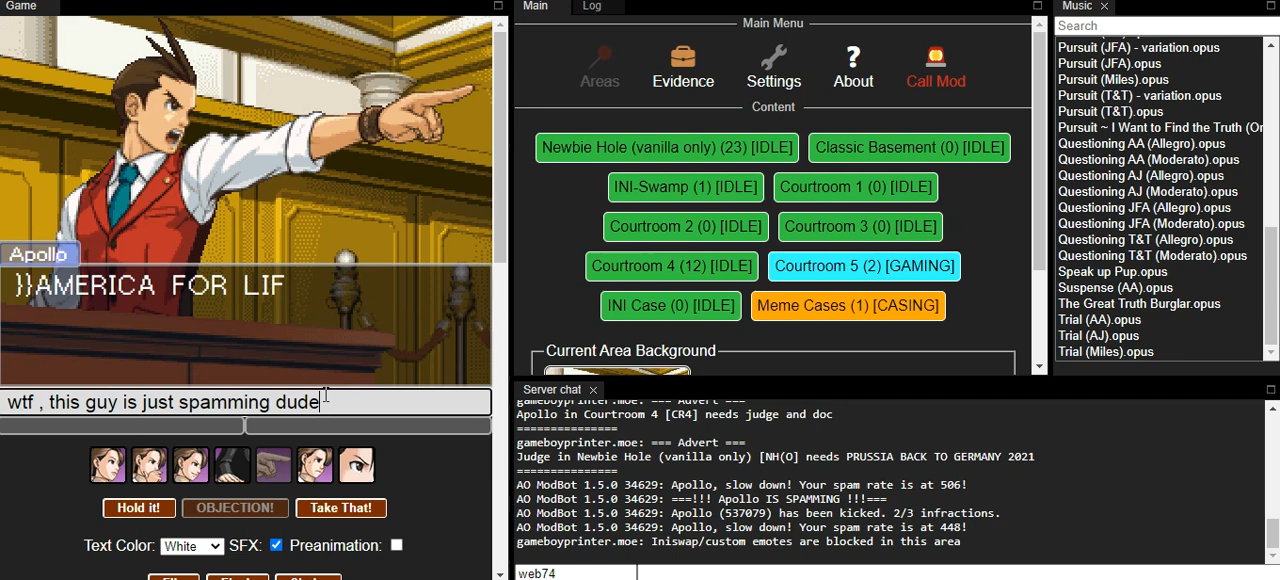 Game
Apollo
}}AMERICA FOR LIF
wtf , this guy is just spamming dude
Hold it!
OBJECTION!
Take That!
Text Color:
White
SFX:
Preanimation:
Main
Log
Main Menu
Areas
Evidence
Settings
?
About
Call Mod
Content
Newbie Hole (vanilla only) (23) [IDLE]
Classic Basement (0) [IDLE]
INI-Swamp (1) [IDLE]
Courtroom 1 (0) [IDLE]
Courtroom 2 (0) [IDLE]
Courtroom 3 (0) [IDLE]
Courtroom 4 (12) [IDLE]
Courtroom 5 (2) [GAMING]
INI Case (0) [IDLE]
Meme Cases (1) [CASING]
Current Area Background
Server chat
gameboyprinter.moe: === Advert ===
Apollo in Courtroom 4 [CR4] needs judge and doc
===============
gameboyprinter.moe: === Advert ===
Judge in Newbie Hole (vanilla only) [NH(O] needs PRUSSIA BACK TO GERMANY 2021
===============
AO ModBot 1.5.0 34629: Apollo, slow down! Your spam rate is at 506!
AO ModBot 1.5.0 34629: ===!!! Apollo IS SPAMMING !!!===
AO ModBot 1.5.0 34629: Apollo (537079) has been kicked. 2/3 infractions.
AO ModBot 1.5.0 34629: Apollo, slow down! Your spam rate is at 448!
gameboyprinter.moe: Iniswap/custom emotes are blocked in this area
web74
Music
Search
Pursuit (JFA) - variation.opus
Pursuit (JFA).opus
Pursuit (Miles).opus
Pursuit (T&T) - variation.opus
Pursuit (T&T).opus
Pursuit ~ I Want to Find the Truth (Or
Questioning AA (Allegro).opus
Questioning AA (Moderato).opus
Questioning AJ (Allegro).opus
Questioning AJ (Moderato).opus
Questioning JFA (Allegro).opus
Questioning JFA (Moderato).opus
Questioning T&T (Allegro).opus
Questioning T&T (Moderato).opus
Speak up Pup.opus
Suspense (AA).opus
The Great Truth Burglar.opus
Trial (AA).opus
Trial (AJ).opus
Trial (Miles).opus